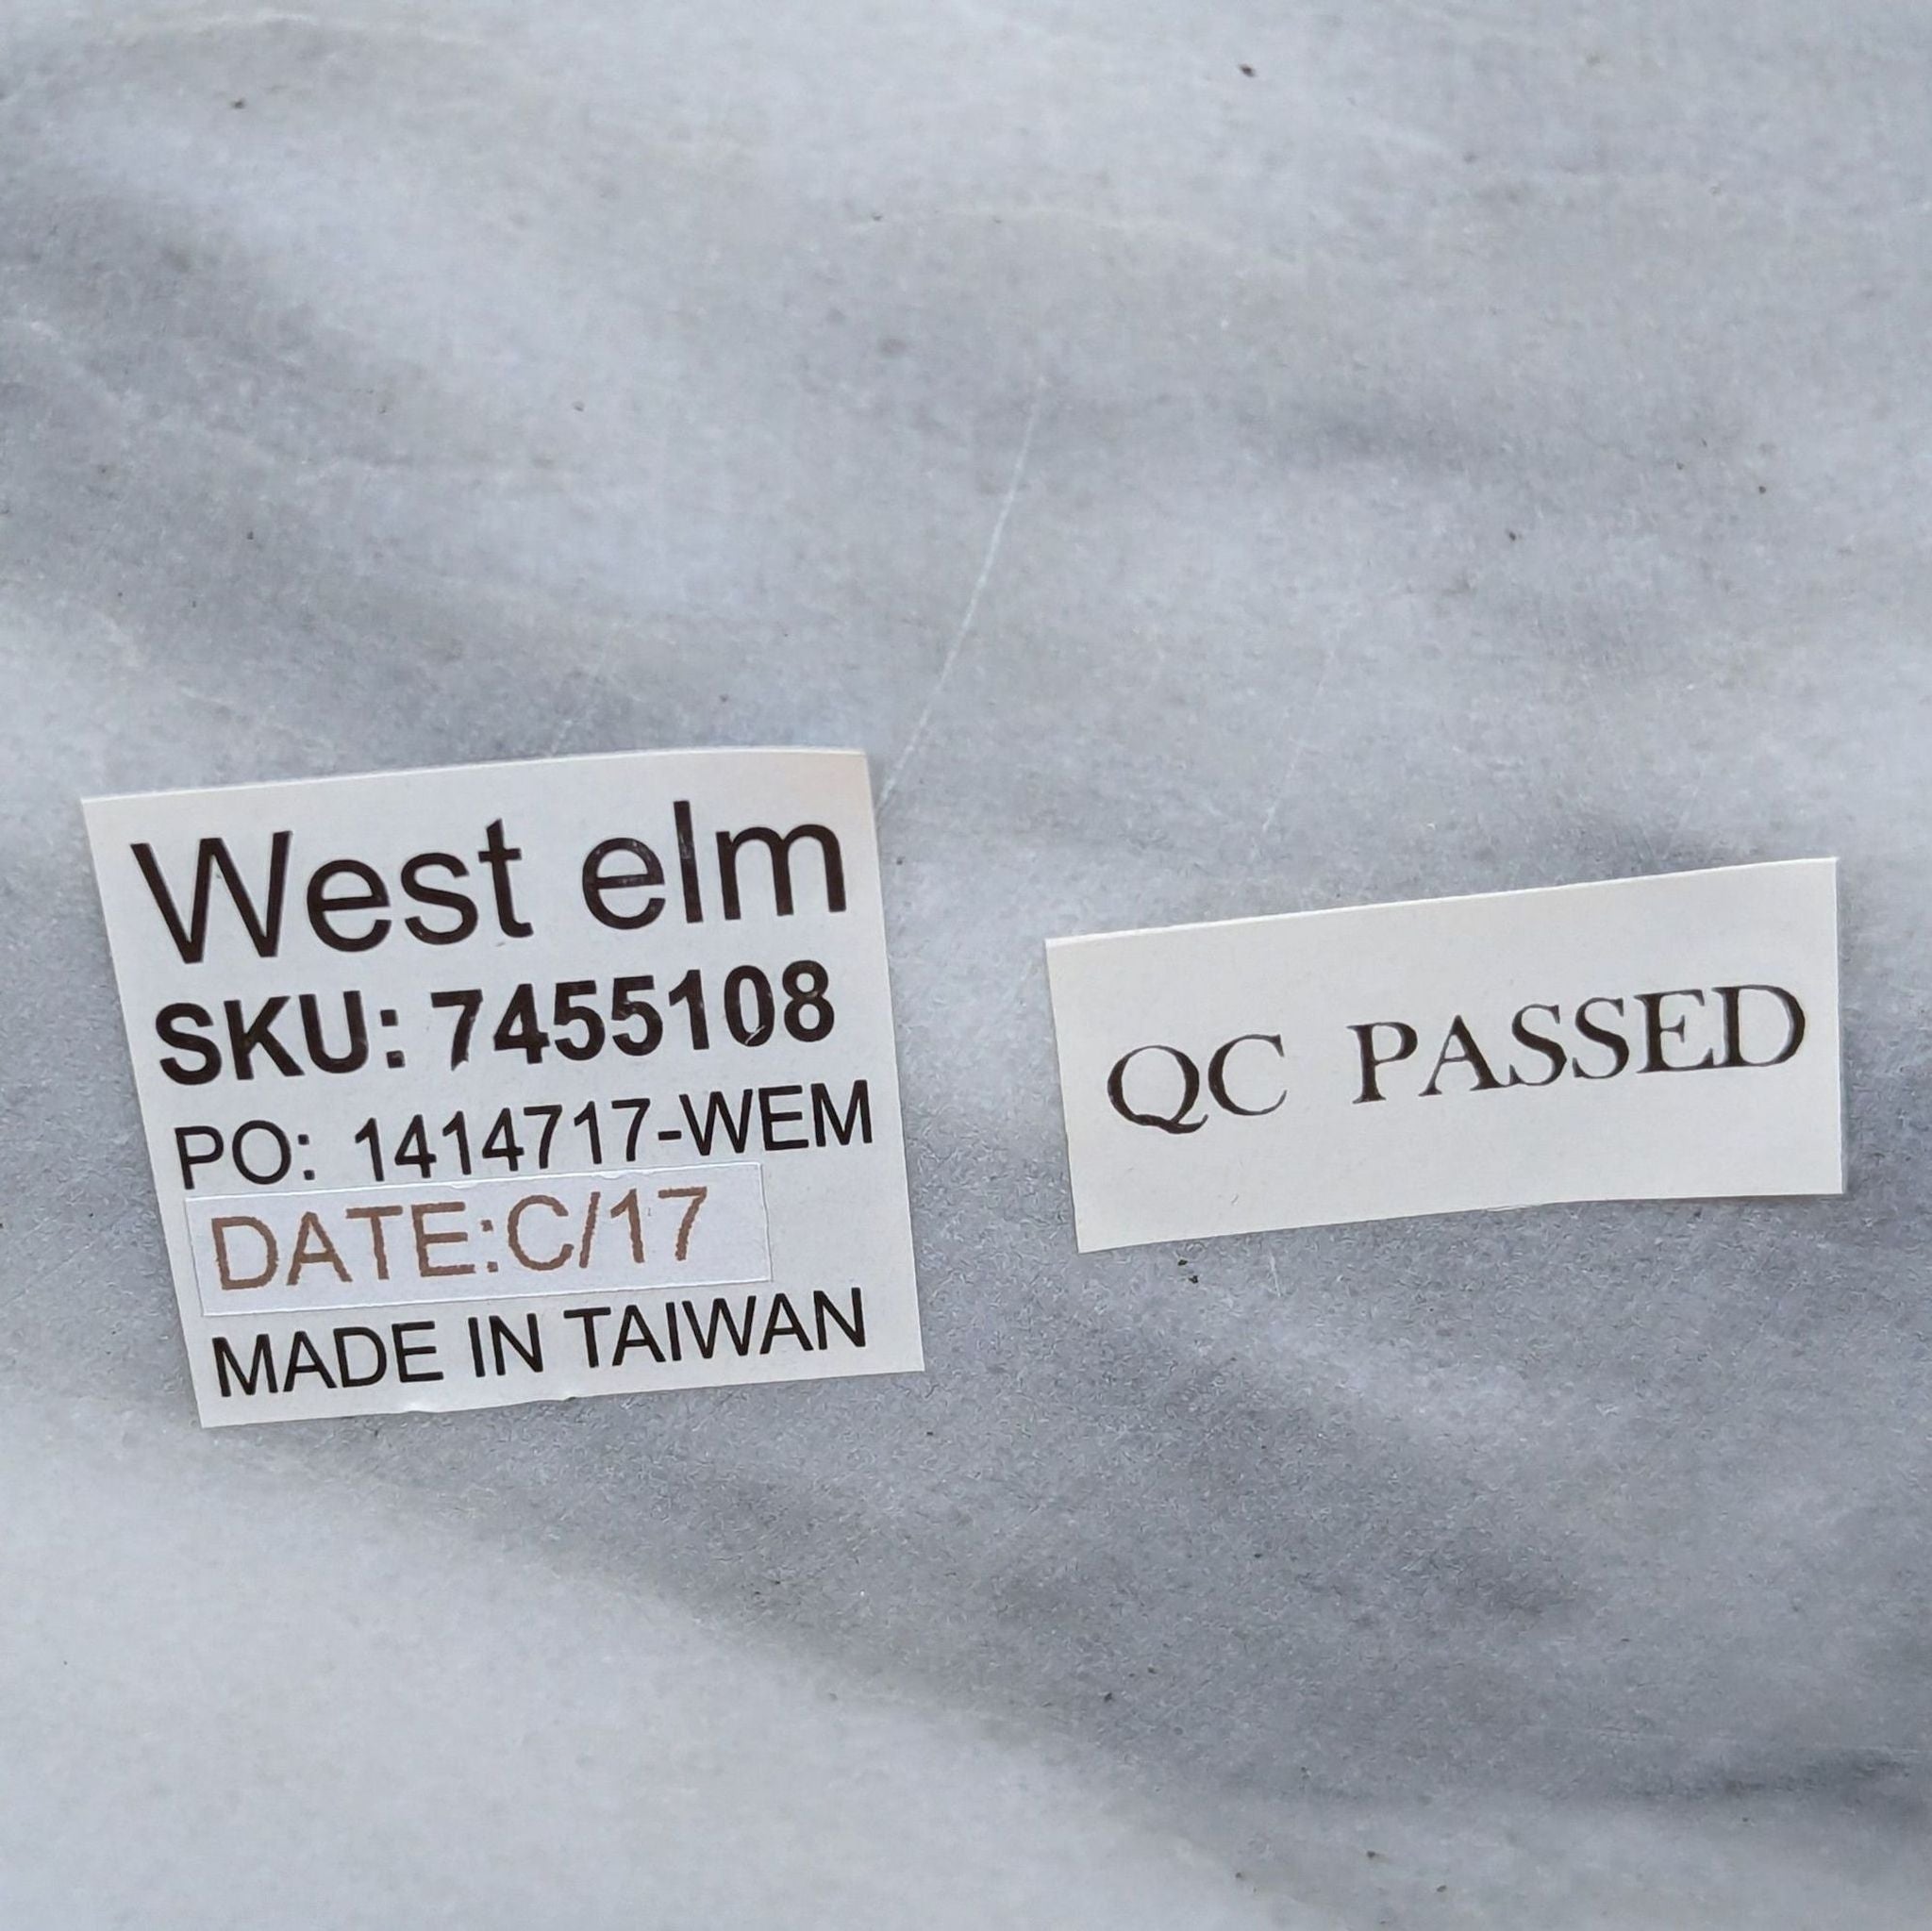 West elm
SKU: 7455108
PO: 1414717-WEM
DATE:C/17
MADE IN TAIWAN
QC PASSED